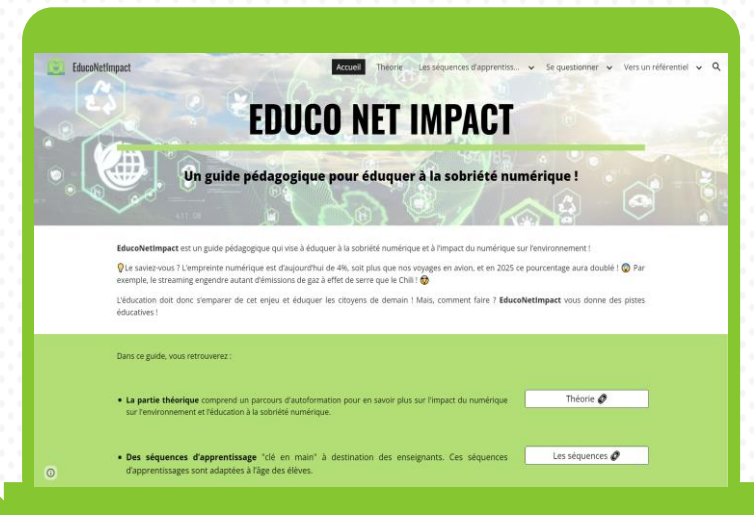 EducoNetImpact
Accueil Théorie Les séquences d'apprentiss... Se questionner Vers un référentiel
EDUCO NET IMPACT
Un guide pédagogique pour éduquer à la sobriété numérique !
EducoNetImpact est un guide pédagogique qui vise à éduquer à la sobriété numérique et à l'impact du numérique sur l'environnement !
💡Le saviez-vous ? L'empreinte numérique est d'aujourd'hui de 4%, soit plus que nos voyages en avion, et en 2025 ce pourcentage aura doublé ! 😱 Par
exemple, le streaming engendre autant d'émissions de gaz à effet de serre que le Chili ! 😲
L'éducation doit donc s'emparer de cet enjeu et éduquer les citoyens de demain ! Mais, comment faire ? EducoNetImpact vous donne des pistes
éducatives !
Dans ce guide, vous retrouverez :
• La partie théorique comprend un parcours d'autoformation pour en savoir plus sur l'impact du numérique
sur l'environnement et l'éducation à la sobriété numérique.
Théorie
• Des séquences d'apprentissage "clé en main" à destination des enseignants. Ces séquences
d'apprentissages sont adaptées à l'âge des élèves.
Les séquences